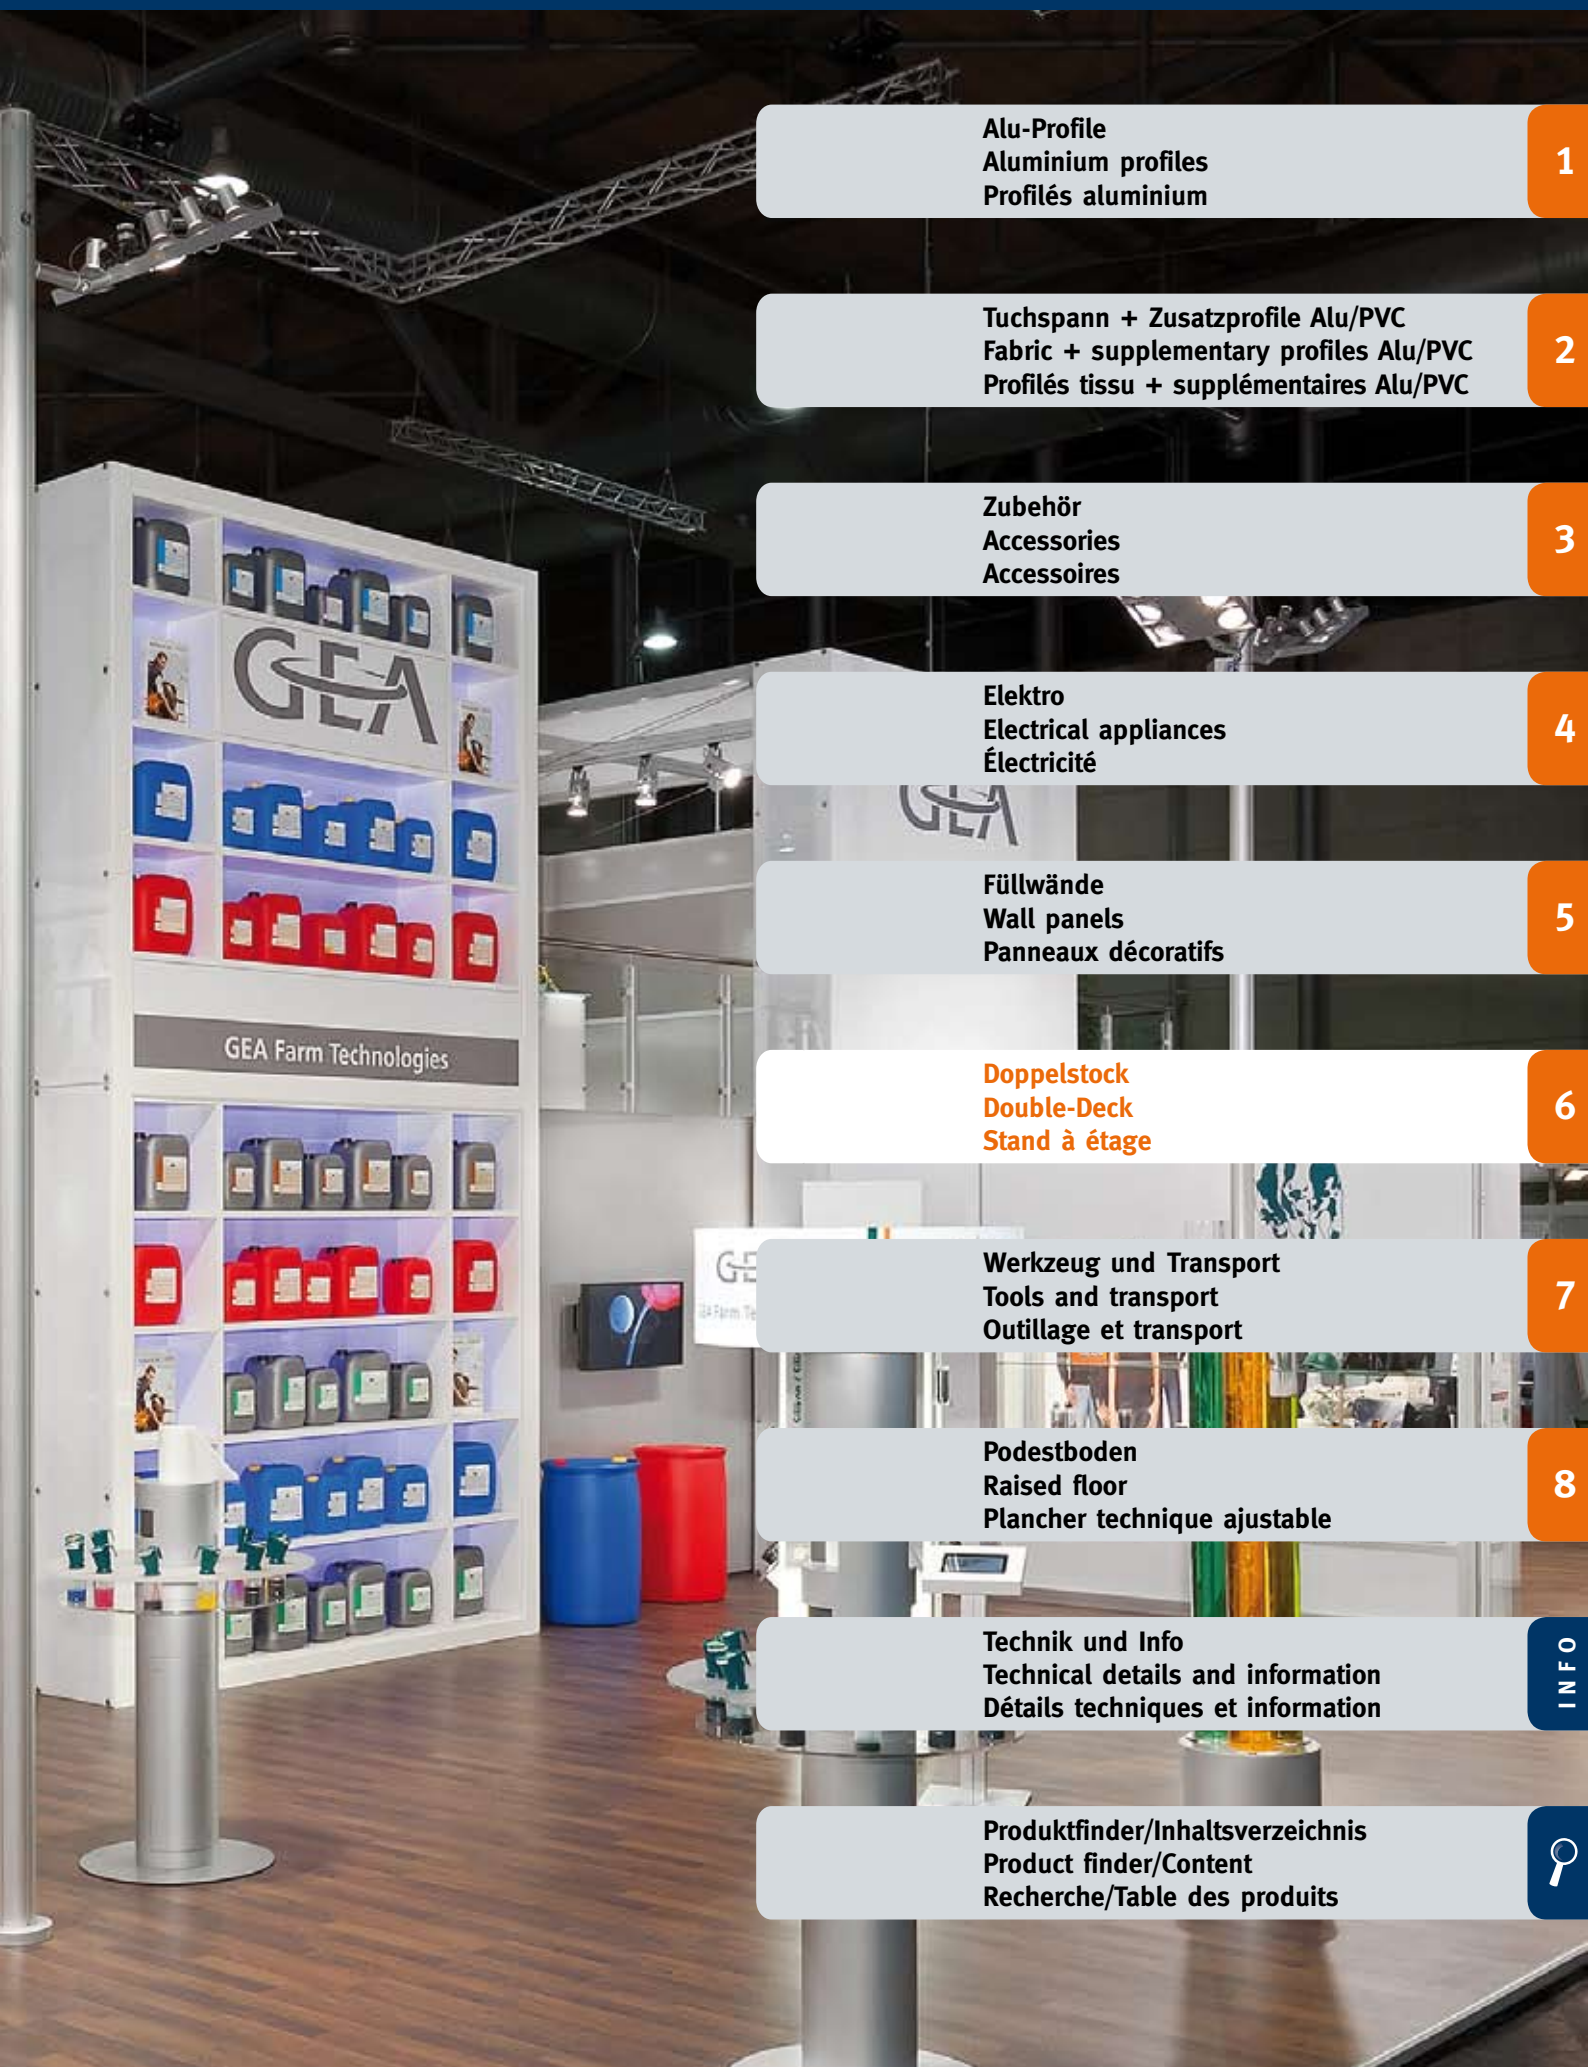 Alu-Profile
Aluminium profiles
Profilés aluminium
1
Tuchspann + Zusatzprofile Alu/PVC
Fabric + supplementary profiles Alu/PVC
Profilés tissu + supplémentaires Alu/PVC
2
Zubehör
Accessories
Accessoires
3
GEA
Elektro
Electrical appliances
Électricité
4
GEA
Füllwände
Wall panels
Panneaux décoratifs
5
GEA Farm Technologies
Doppelstock
Double-Deck
Stand à étage
6
Werkzeug und Transport
Tools and transport
Outillage et transport
7
Podestboden
Raised floor
Plancher technique ajustable
8
Technik und Info
Technical details and information
Détails techniques et information
INFO
Produktfinder/Inhaltsverzeichnis
Product finder/Content
Recherche/Table des produits